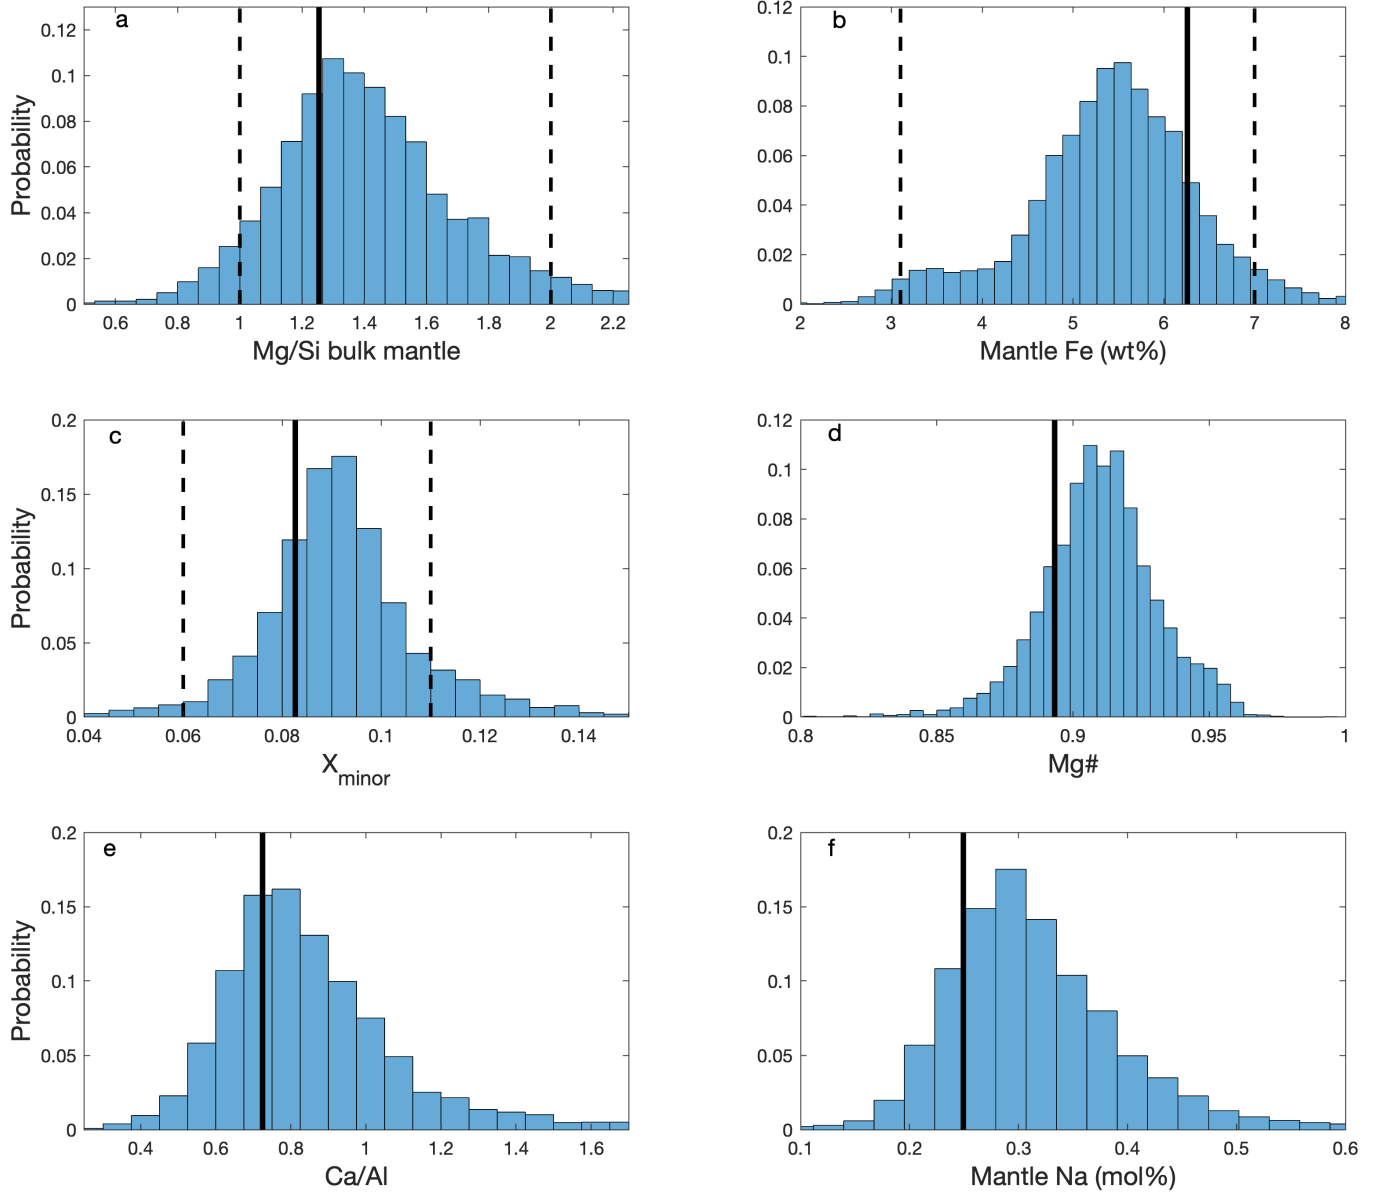 a
0.12
0.1
0.08
0.06
0.04
0.02
0
Probability
0.6 0.8 1 1.2 1.4 1.6 1.8 2 2.2
Mg/Si bulk mantle
b
0.12
0.1
0.08
0.06
0.04
0.02
0
2 3 4 5 6 7 8
Mantle Fe (wt%)
c
0.2
0.15
0.1
0.05
0
Probability
0.04 0.06 0.08 0.1 0.12 0.14
Xminor
d
0.12
0.1
0.08
0.06
0.04
0.02
0
0.8 0.85 0.9 0.95 1
Mg#
e
0.2
0.15
0.1
0.05
0
Probability
0.4 0.6 0.8 1 1.2 1.4 1.6
Ca/Al
f
0.2
0.15
0.1
0.05
0
0.1 0.2 0.3 0.4 0.5 0.6
Mantle Na (mol%)